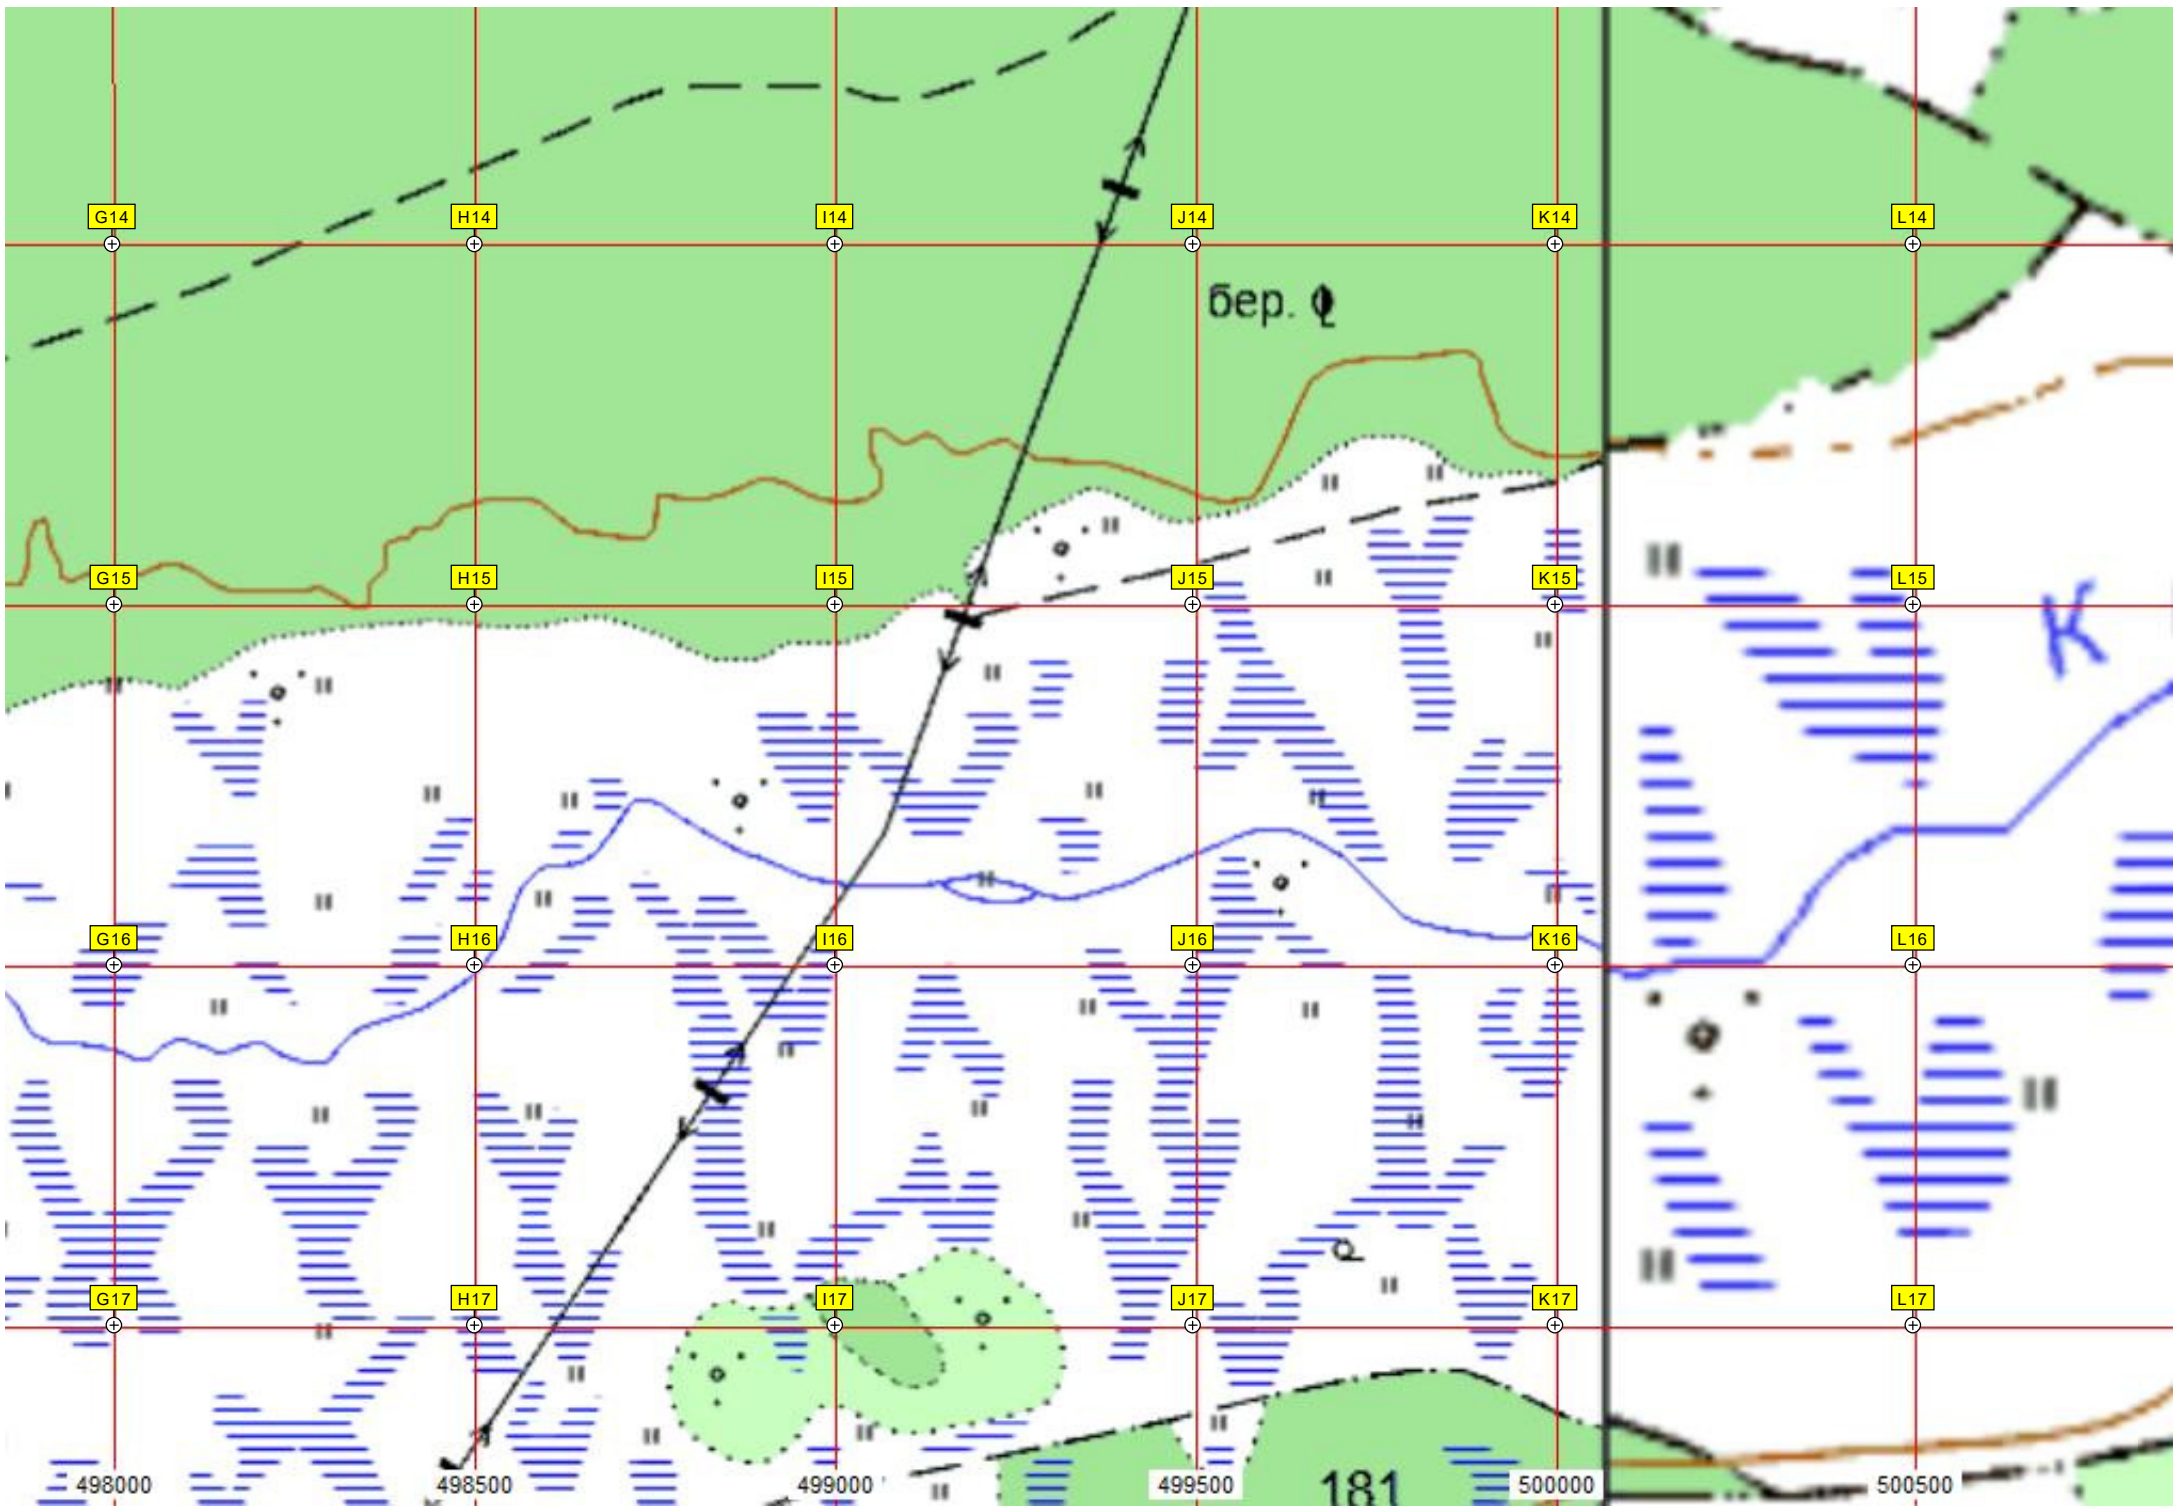 G14 H14 I14 J14 K14 L14
бер.
G15 H15 I15 J15 K15 L15
К
G16 H16 I16 J16 K16 L16
G17 H17 I17 J17 K17 L17
498000 498500 499000 499500 181 500000 500500